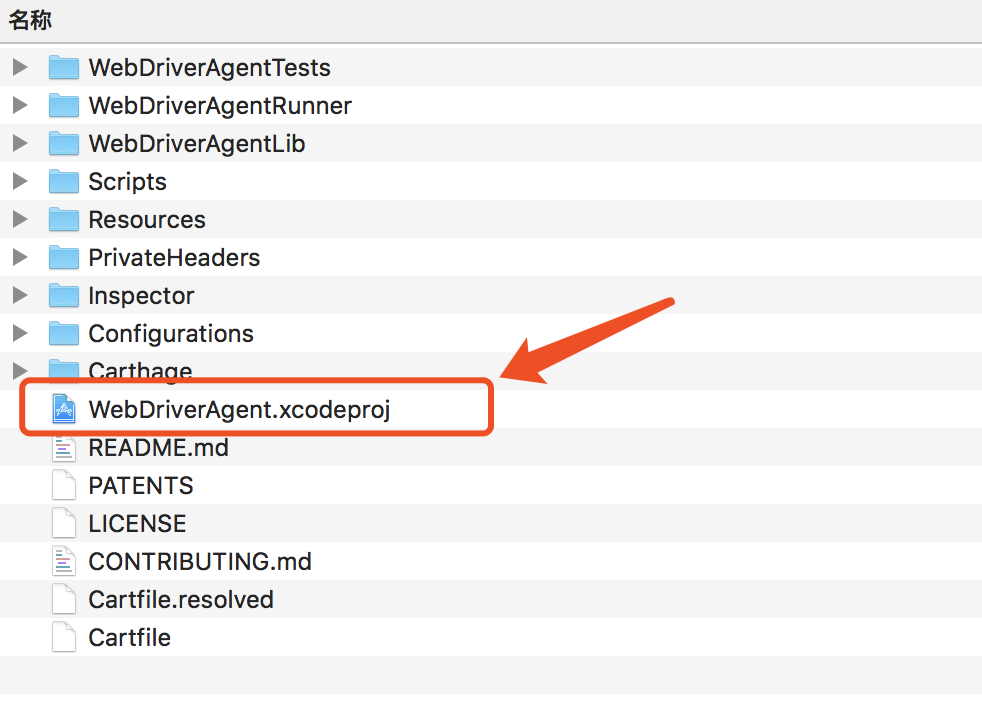 名称
WebDriverAgentTests
WebDriverAgentRunner
WebDriverAgentLib
Scripts
Resources
PrivateHeaders
Inspector
Configurations
Carthage
WebDriverAgent.xcodeproj
README.md
PATENTS
LICENSE
CONTRIBUTING.md
Cartfile.resolved
Cartfile